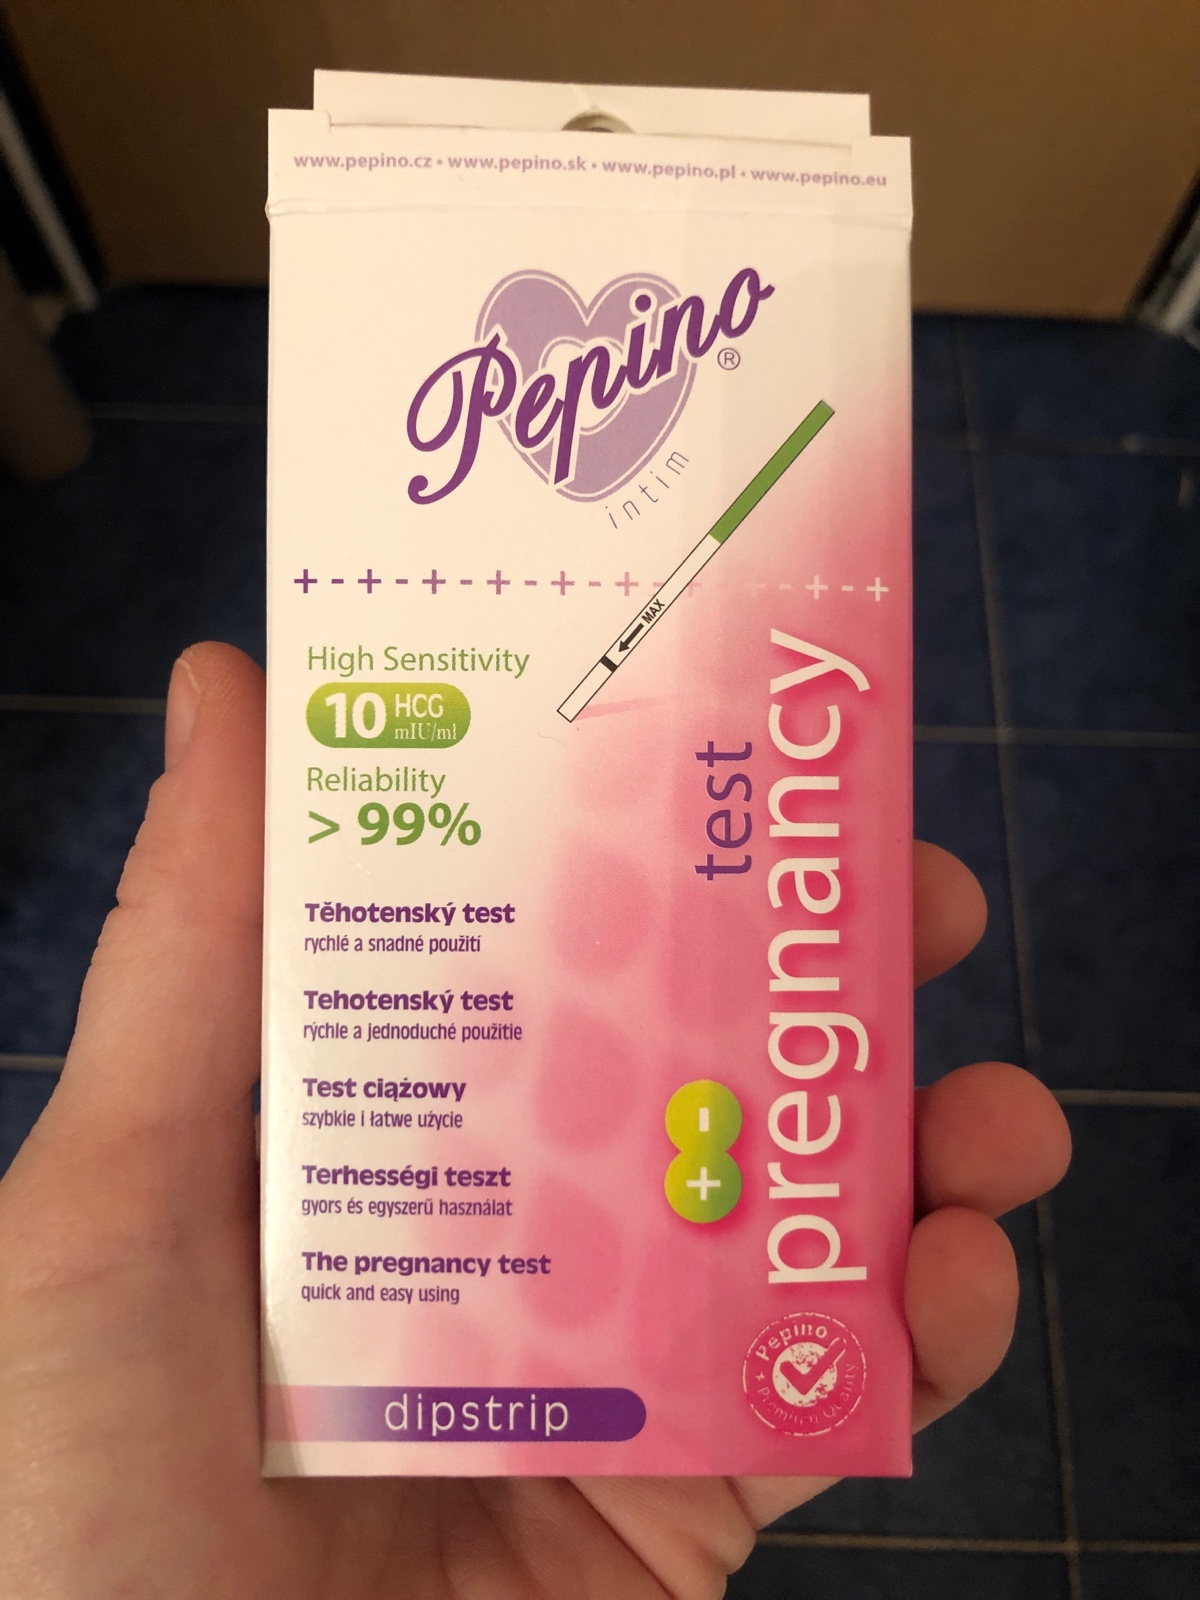 www.pepino.cz • www.pepino.sk • www.pepino.pl • www.pepino.eu
Pepino®
intim
+ - + - + - + - + - + - + - + - + - +
MAX
High Sensitivity
10 HCG
mIU/ml
Reliability
> 99%
test
pregnancy
Těhotenský test
rychlé a snadné použití
Tehotenský test
rýchle a jednoduché použitie
Test ciążowy
szybkie i łatwe użycie
Terhességi teszt
gyors és egyszerű használat
The pregnancy test
quick and easy using
- +
Pepino
Premium Quality
dipstrip